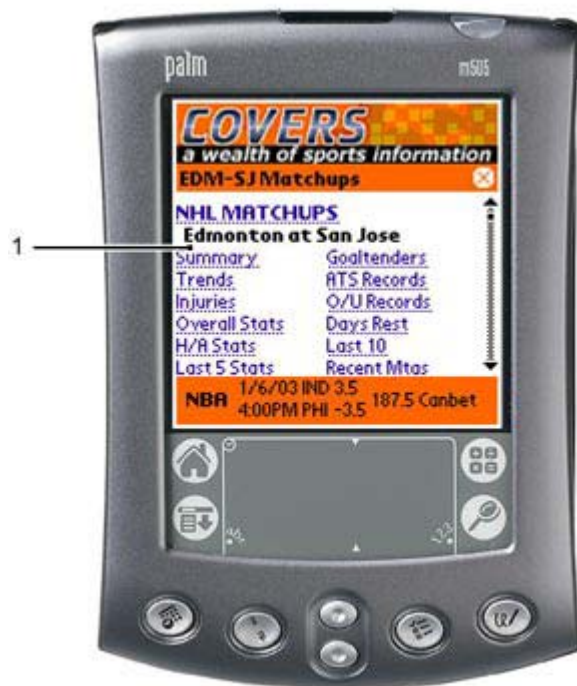 palm m505
COVERS
a wealth of sports information
EDM-SJ Matchups
NHL MATCHUPS
Edmonton at San Jose
1
Summary Goaltenders
Trends ATS Records
Injuries O/U Records
Overall Stats Days Rest
H/A Stats Last 10
Last 5 Stats Recent Mtgs
NBA 1/6/03 IND 3.5
4:00PM PHI -3.5 187.5 Canbet